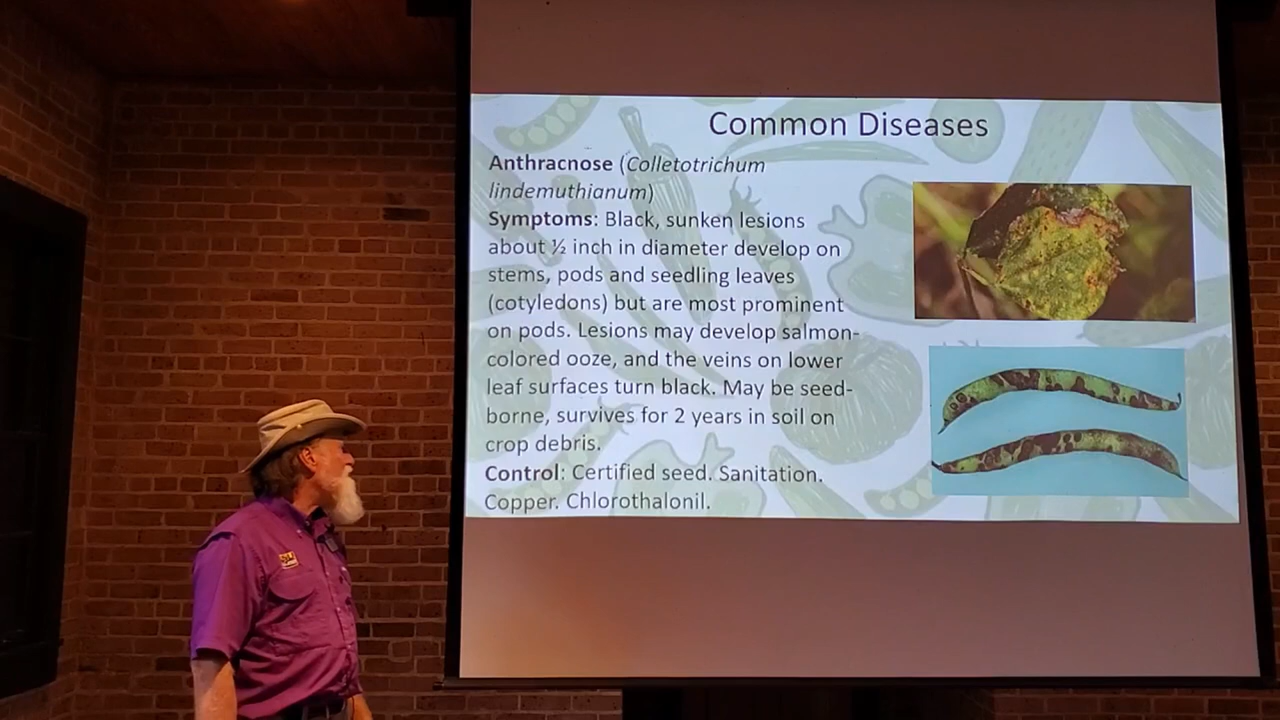 Common Diseases
Anthracnose (Colletotrichum
lindemuthianum)
Symptoms: Black, sunken lesions
about ½ inch in diameter develop on
stems, pods and seedling leaves
(cotyledons) but are most prominent
on pods. Lesions may develop salmon-
colored ooze, and the veins on lower
leaf surfaces turn black. May be seed-
borne, survives for 2 years in soil on
crop debris.
Control: Certified seed. Sanitation.
Copper. Chlorothalonil.